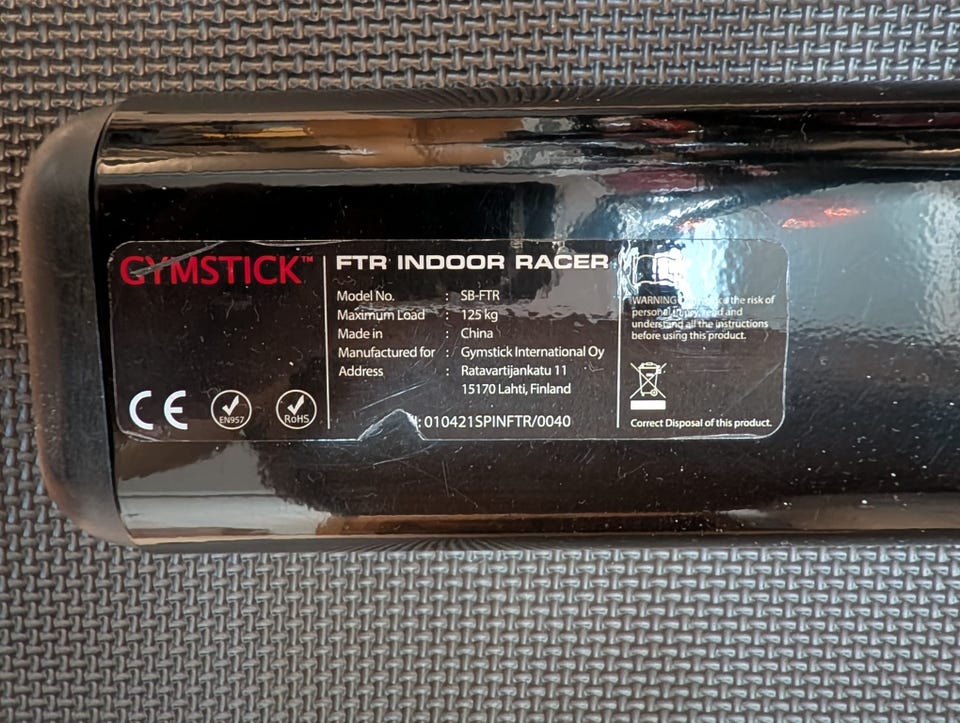 GYMSTICK™
FTR INDOOR RACER
Model No. : SB-FTR
Maximum Load : 125 kg
Made in : China
Manufactured for : Gymstick International Oy
Address : Ratavartijankatu 11
15170 Lahti, Finland
: 010421SPINFTR/0040
CE
EN957
RoHS
WARNING the risk of
personal injury, read and
understand all the instructions
before using this product.
Correct Disposal of this product.